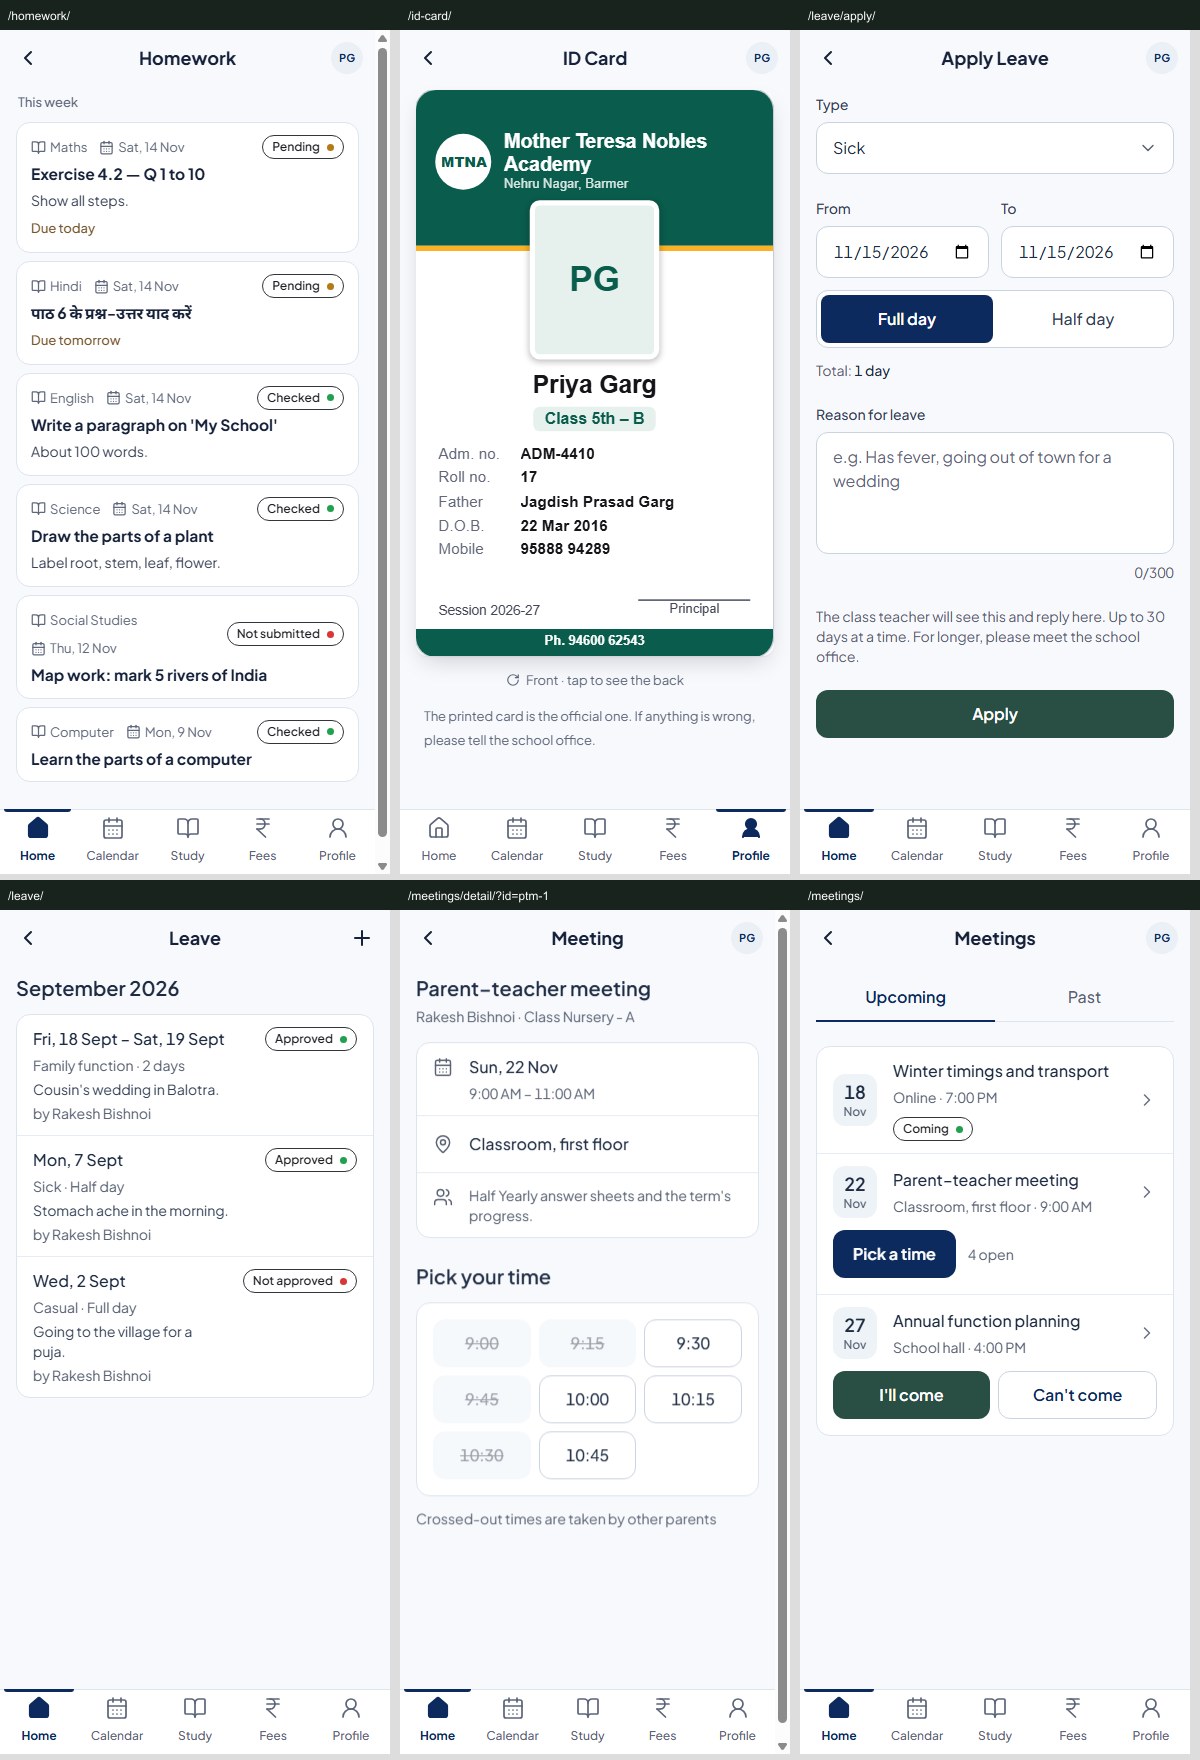 /homework/
Homework
PG
This week
Maths Sat, 14 Nov Pending
Exercise 4.2 — Q 1 to 10
Show all steps.
Due today
Hindi Sat, 14 Nov Pending
पाठ 6 के प्रश्न-उत्तर याद करें
Due tomorrow
English Sat, 14 Nov Checked
Write a paragraph on 'My School'
About 100 words.
Science Sat, 14 Nov Checked
Draw the parts of a plant
Label root, stem, leaf, flower.
Social Studies
Thu, 12 Nov
Not submitted
Map work: mark 5 rivers of India
Computer Mon, 9 Nov Checked
Learn the parts of a computer
Home Calendar Study Fees Profile
/id-card/
ID Card
PG
MTNA
Mother Teresa Nobles
Academy
Nehru Nagar, Barmer
PG
Priya Garg
Class 5th – B
Adm. no. ADM-4410
Roll no. 17
Father Jagdish Prasad Garg
D.O.B. 22 Mar 2016
Mobile 95888 94289
Session 2026-27
Principal
Ph. 94600 62543
Front · tap to see the back
The printed card is the official one. If anything is wrong,
please tell the school office.
Home Calendar Study Fees Profile
/leave/apply/
Apply Leave
PG
Type
Sick
From To
11/15/2026 11/15/2026
Full day Half day
Total: 1 day
Reason for leave
e.g. Has fever, going out of town for a
wedding
0/300
The class teacher will see this and reply here. Up to 30
days at a time. For longer, please meet the school
office.
Apply
Home Calendar Study Fees Profile
/leave/
Leave
September 2026
Fri, 18 Sept – Sat, 19 Sept Approved
Family function · 2 days
Cousin's wedding in Balotra.
by Rakesh Bishnoi
Mon, 7 Sept Approved
Sick · Half day
Stomach ache in the morning.
by Rakesh Bishnoi
Wed, 2 Sept Not approved
Casual · Full day
Going to the village for a
puja.
by Rakesh Bishnoi
Home Calendar Study Fees Profile
/meetings/detail/?id=ptm-1
Meeting
PG
Parent–teacher meeting
Rakesh Bishnoi · Class Nursery - A
Sun, 22 Nov
9:00 AM – 11:00 AM
Classroom, first floor
Half Yearly answer sheets and the term's
progress.
Pick your time
9:00 9:15 9:30
9:45 10:00 10:15
10:30 10:45
Crossed-out times are taken by other parents
Home Calendar Study Fees Profile
/meetings/
Meetings
PG
Upcoming Past
18
Nov
Winter timings and transport
Online · 7:00 PM
Coming
22
Nov
Parent–teacher meeting
Classroom, first floor · 9:00 AM
Pick a time 4 open
27
Nov
Annual function planning
School hall · 4:00 PM
I'll come Can't come
Home Calendar Study Fees Profile